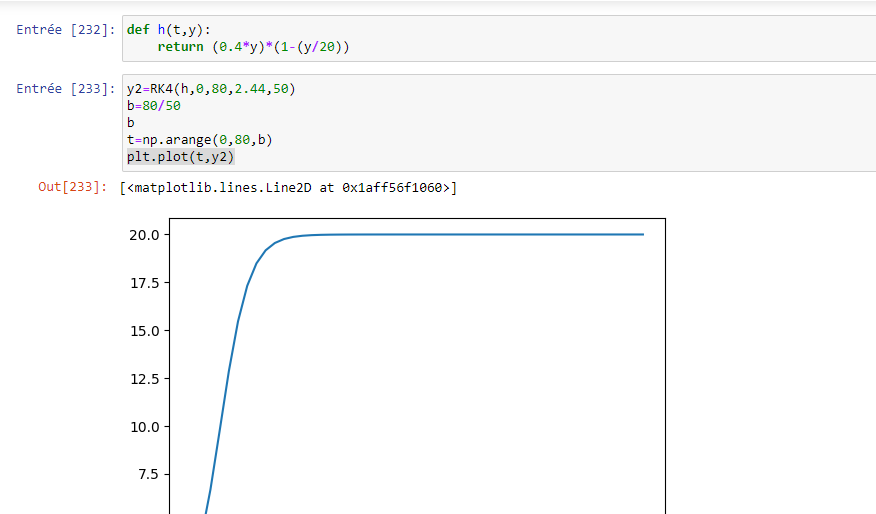 Entrée [232]: def h(t,y):
return (0.4*y)*(1-(y/20))
Entrée [233]: y2=RK4(h,0,80,2.44,50)
b=80/50
b
t=np.arange(0,80,b)
plt.plot(t,y2)
Out[233]: [<matplotlib.lines.Line2D at 0x1aff56f1060>]
20.0
17.5
15.0
12.5
10.0
7.5